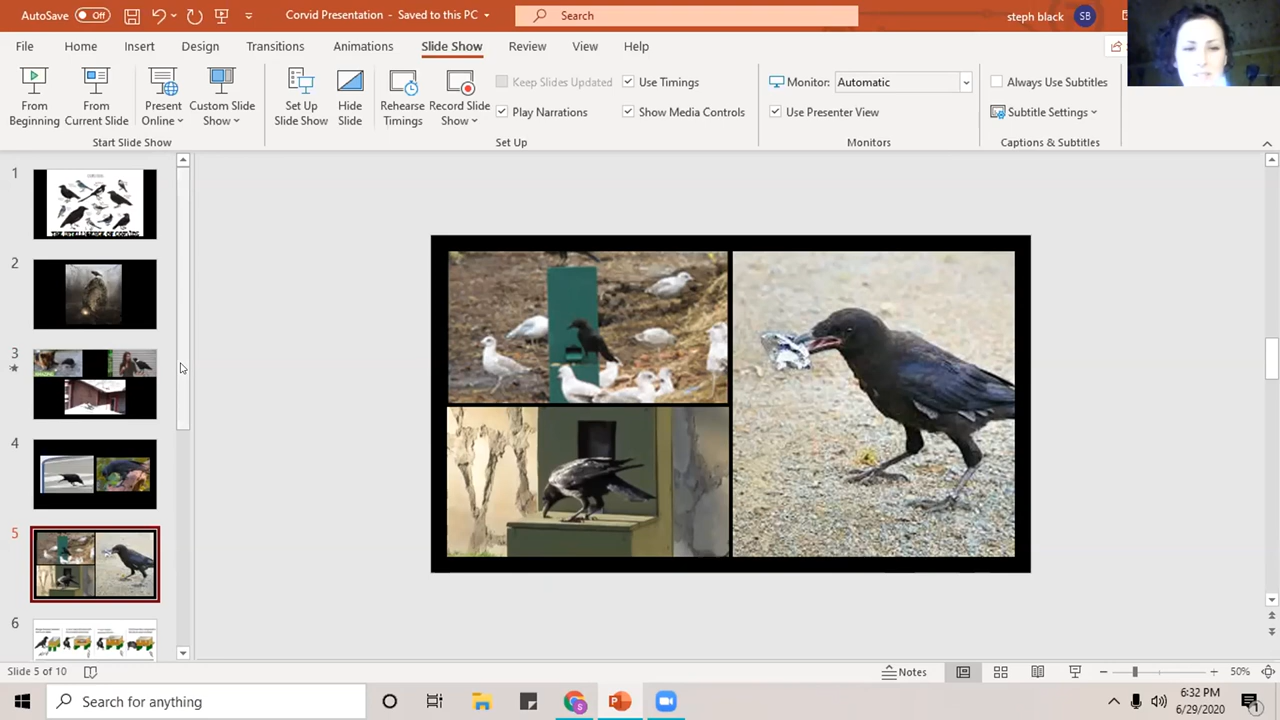 AutoSave Off Corvid Presentation - Saved to this PC Search steph black SB
File Home Insert Design Transitions Animations Slide Show Review View Help
From Beginning
From Current Slide
Present Online
Custom Slide Show
Start Slide Show
Set Up Slide Show
Hide Slide
Rehearse Timings
Record Slide Show
Keep Slides Updated
Play Narrations
Use Timings
Show Media Controls
Set Up
Monitor: Automatic
Use Presenter View
Monitors
Always Use Subtitles
Subtitle Settings
Captions & Subtitles
1
THE INTELLIGENCE OF CORVIDS
2
3
4
5
6
Slide 5 of 10 Notes 50%
Search for anything
6:32 PM
6/29/2020